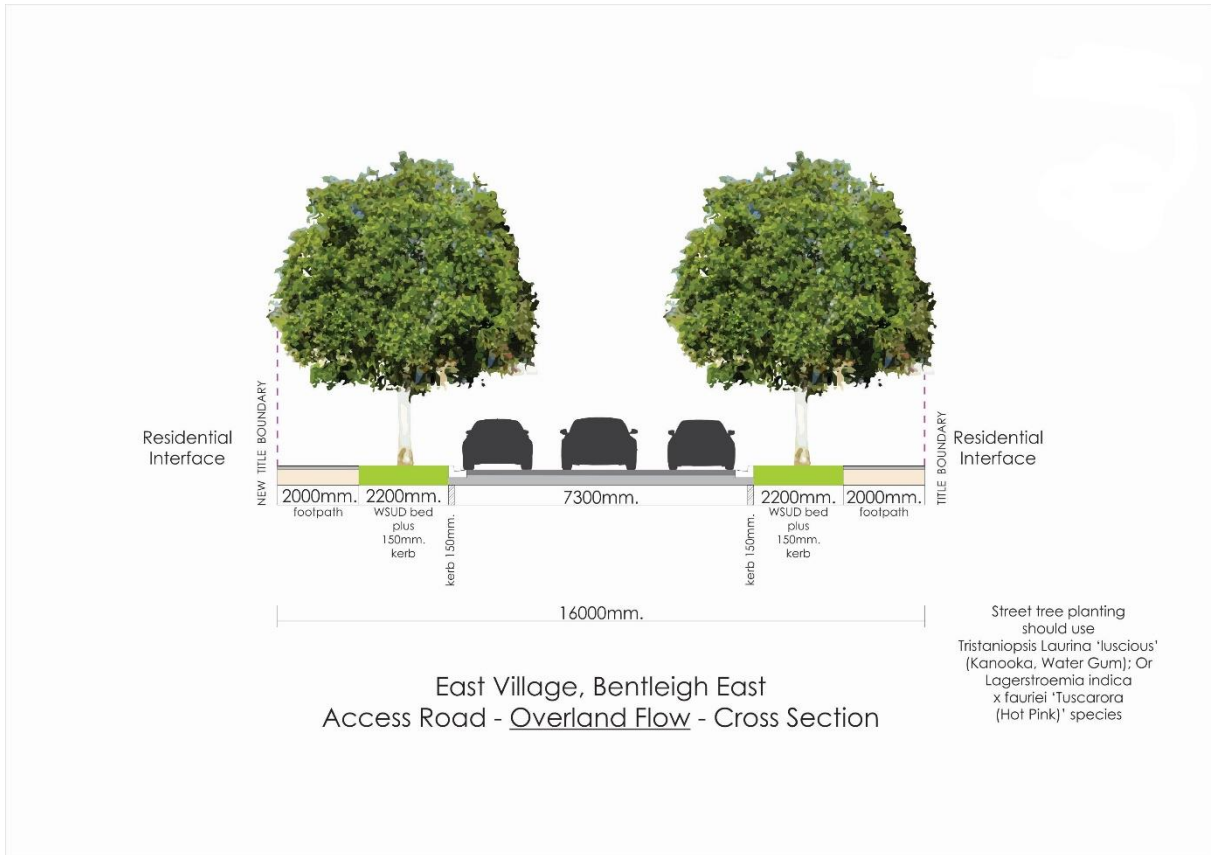 Residential
Interface
NEW TITLE BOUNDARY
2000mm.
footpath
2200mm.
WSUD bed
plus
150mm.
kerb
kerb 150mm.
7300mm.
kerb 150mm.
2200mm.
WSUD bed
plus
150mm.
kerb
2000mm.
footpath
TITLE BOUNDARY
Residential
Interface
16000mm.
Street tree planting
should use
Tristaniopsis Laurina 'luscious'
(Kanooka, Water Gum); Or
Lagerstroemia indica
x fauriei 'Tuscarora
(Hot Pink)' species
East Village, Bentleigh East
Access Road - Overland Flow - Cross Section